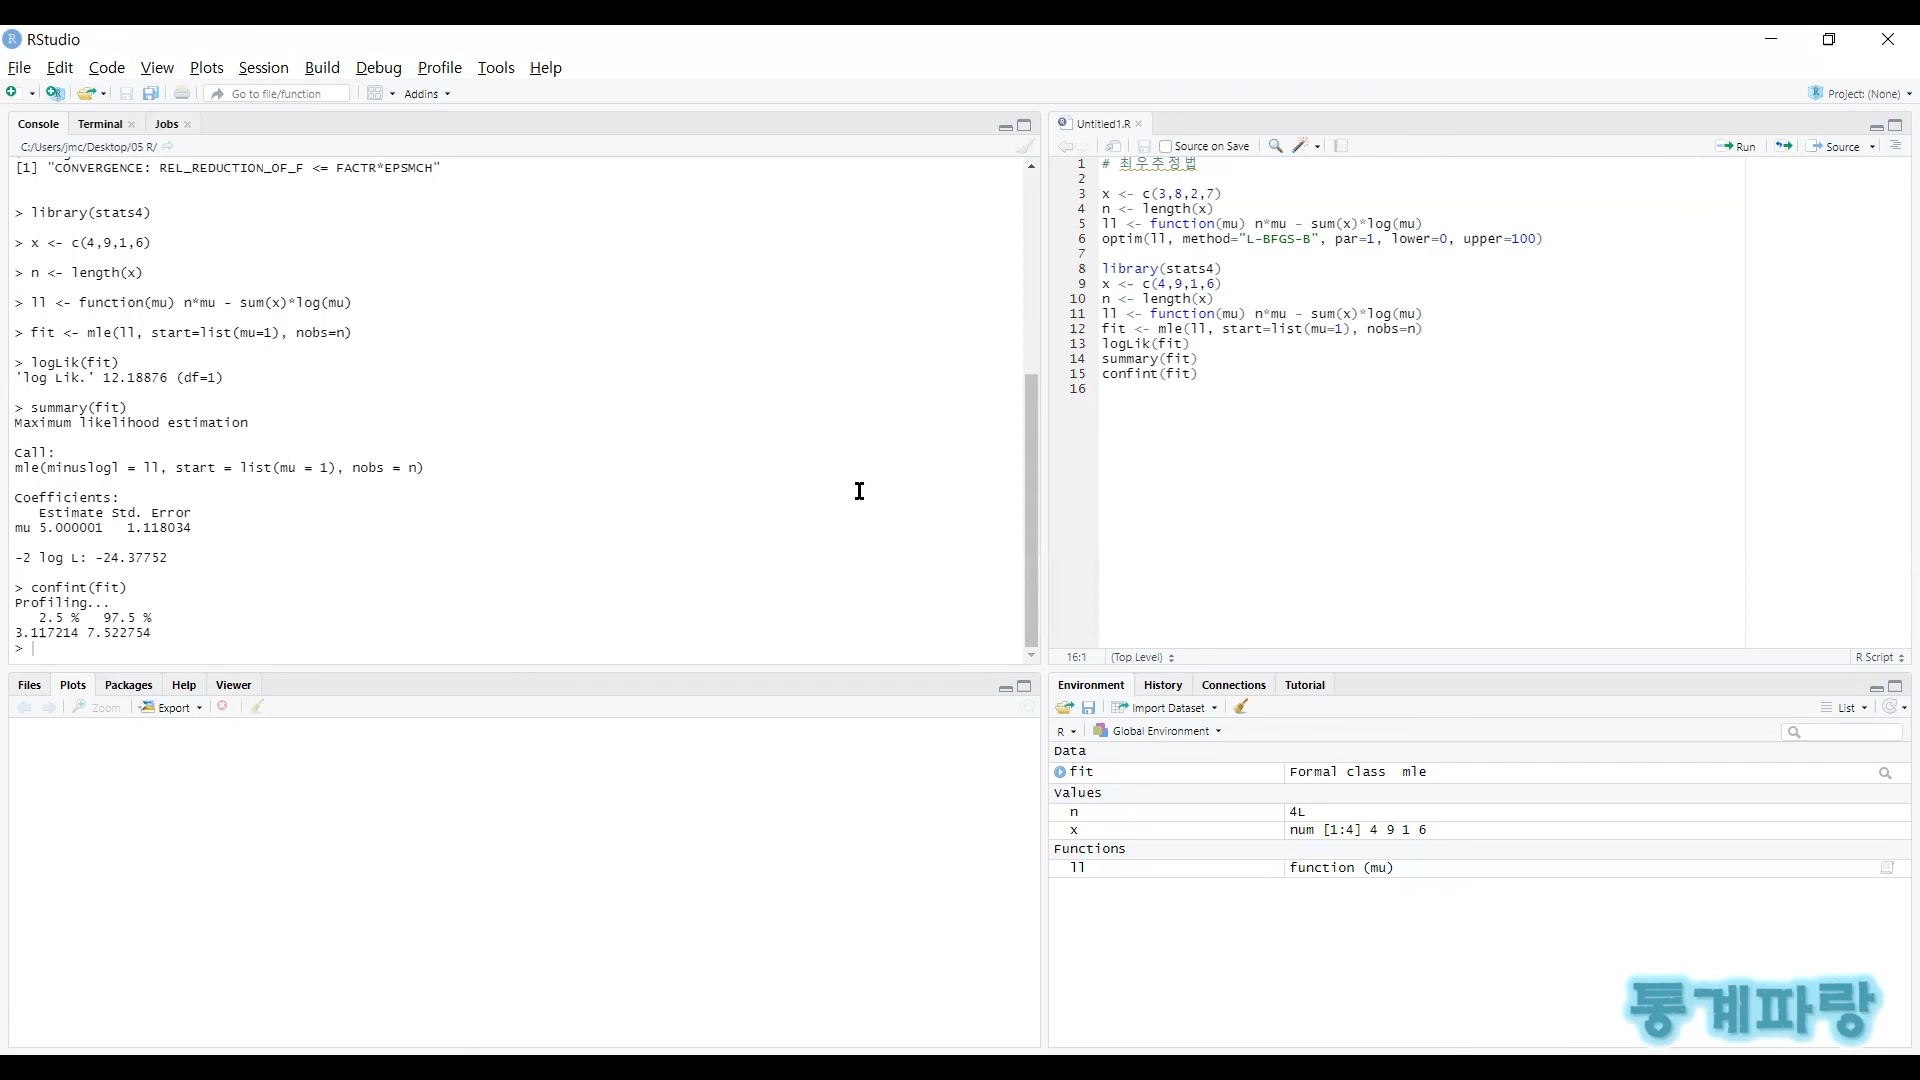 RStudio
File Edit Code View Plots Session Build Debug Profile Tools Help
Go to file/function Addins Project: (None)
Console Terminal Jobs
C:/Users/jmc/Desktop/05 R/
[1] "CONVERGENCE: REL_REDUCTION_OF_F <= FACTR*EPSMCH"
> library(stats4)
> x <- c(4,9,1,6)
> n <- length(x)
> ll <- function(mu) n*mu - sum(x)*log(mu)
> fit <- mle(ll, start=list(mu=1), nobs=n)
> logLik(fit)
'log Lik.' 12.18876 (df=1)
> summary(fit)
Maximum likelihood estimation
Call:
mle(minuslogl = ll, start = list(mu = 1), nobs = n)
Coefficients:
Estimate Std. Error
mu 5.000001 1.118034
-2 log L: -24.37752
> confint(fit)
Profiling...
2.5 % 97.5 %
3.117214 7.522754
>
Untitled1.R
Source on Save Run Source
1 # 최우추정법
2
3 x <- c(3,8,2,7)
4 n <- length(x)
5 ll <- function(mu) n*mu - sum(x)*log(mu)
6 optim(ll, method="L-BFGS-B", par=1, lower=0, upper=100)
7
8 library(stats4)
9 x <- c(4,9,1,6)
10 n <- length(x)
11 ll <- function(mu) n*mu - sum(x)*log(mu)
12 fit <- mle(ll, start=list(mu=1), nobs=n)
13 logLik(fit)
14 summary(fit)
15 confint(fit)
16
16:1 (Top Level) R Script
Files Plots Packages Help Viewer
Zoom Export
Environment History Connections Tutorial
Import Dataset List
R Global Environment
Data
fit Formal class mle
Values
n 4L
x num [1:4] 4 9 1 6
Functions
ll function (mu)
통계파랑